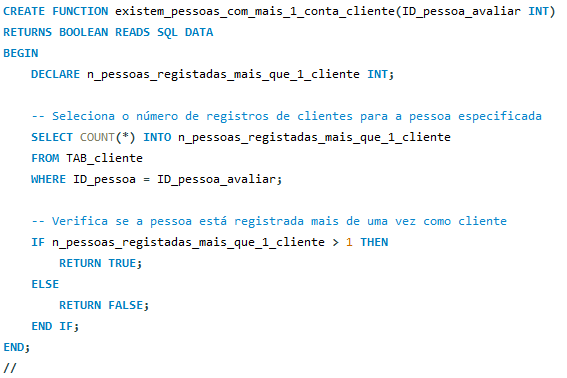 CREATE FUNCTION existem_pessoas_com_mais_1_conta_cliente(ID_pessoa_avaliar INT)
RETURNS BOOLEAN READS SQL DATA
BEGIN
    DECLARE n_pessoas_registadas_mais_que_1_cliente INT;

    -- Seleciona o número de registros de clientes para a pessoa especificada
    SELECT COUNT(*) INTO n_pessoas_registadas_mais_que_1_cliente
    FROM TAB_cliente
    WHERE ID_pessoa = ID_pessoa_avaliar;

    -- Verifica se a pessoa está registrada mais de uma vez como cliente
    IF n_pessoas_registadas_mais_que_1_cliente > 1 THEN
        RETURN TRUE;
    ELSE
        RETURN FALSE;
    END IF;
END;
//